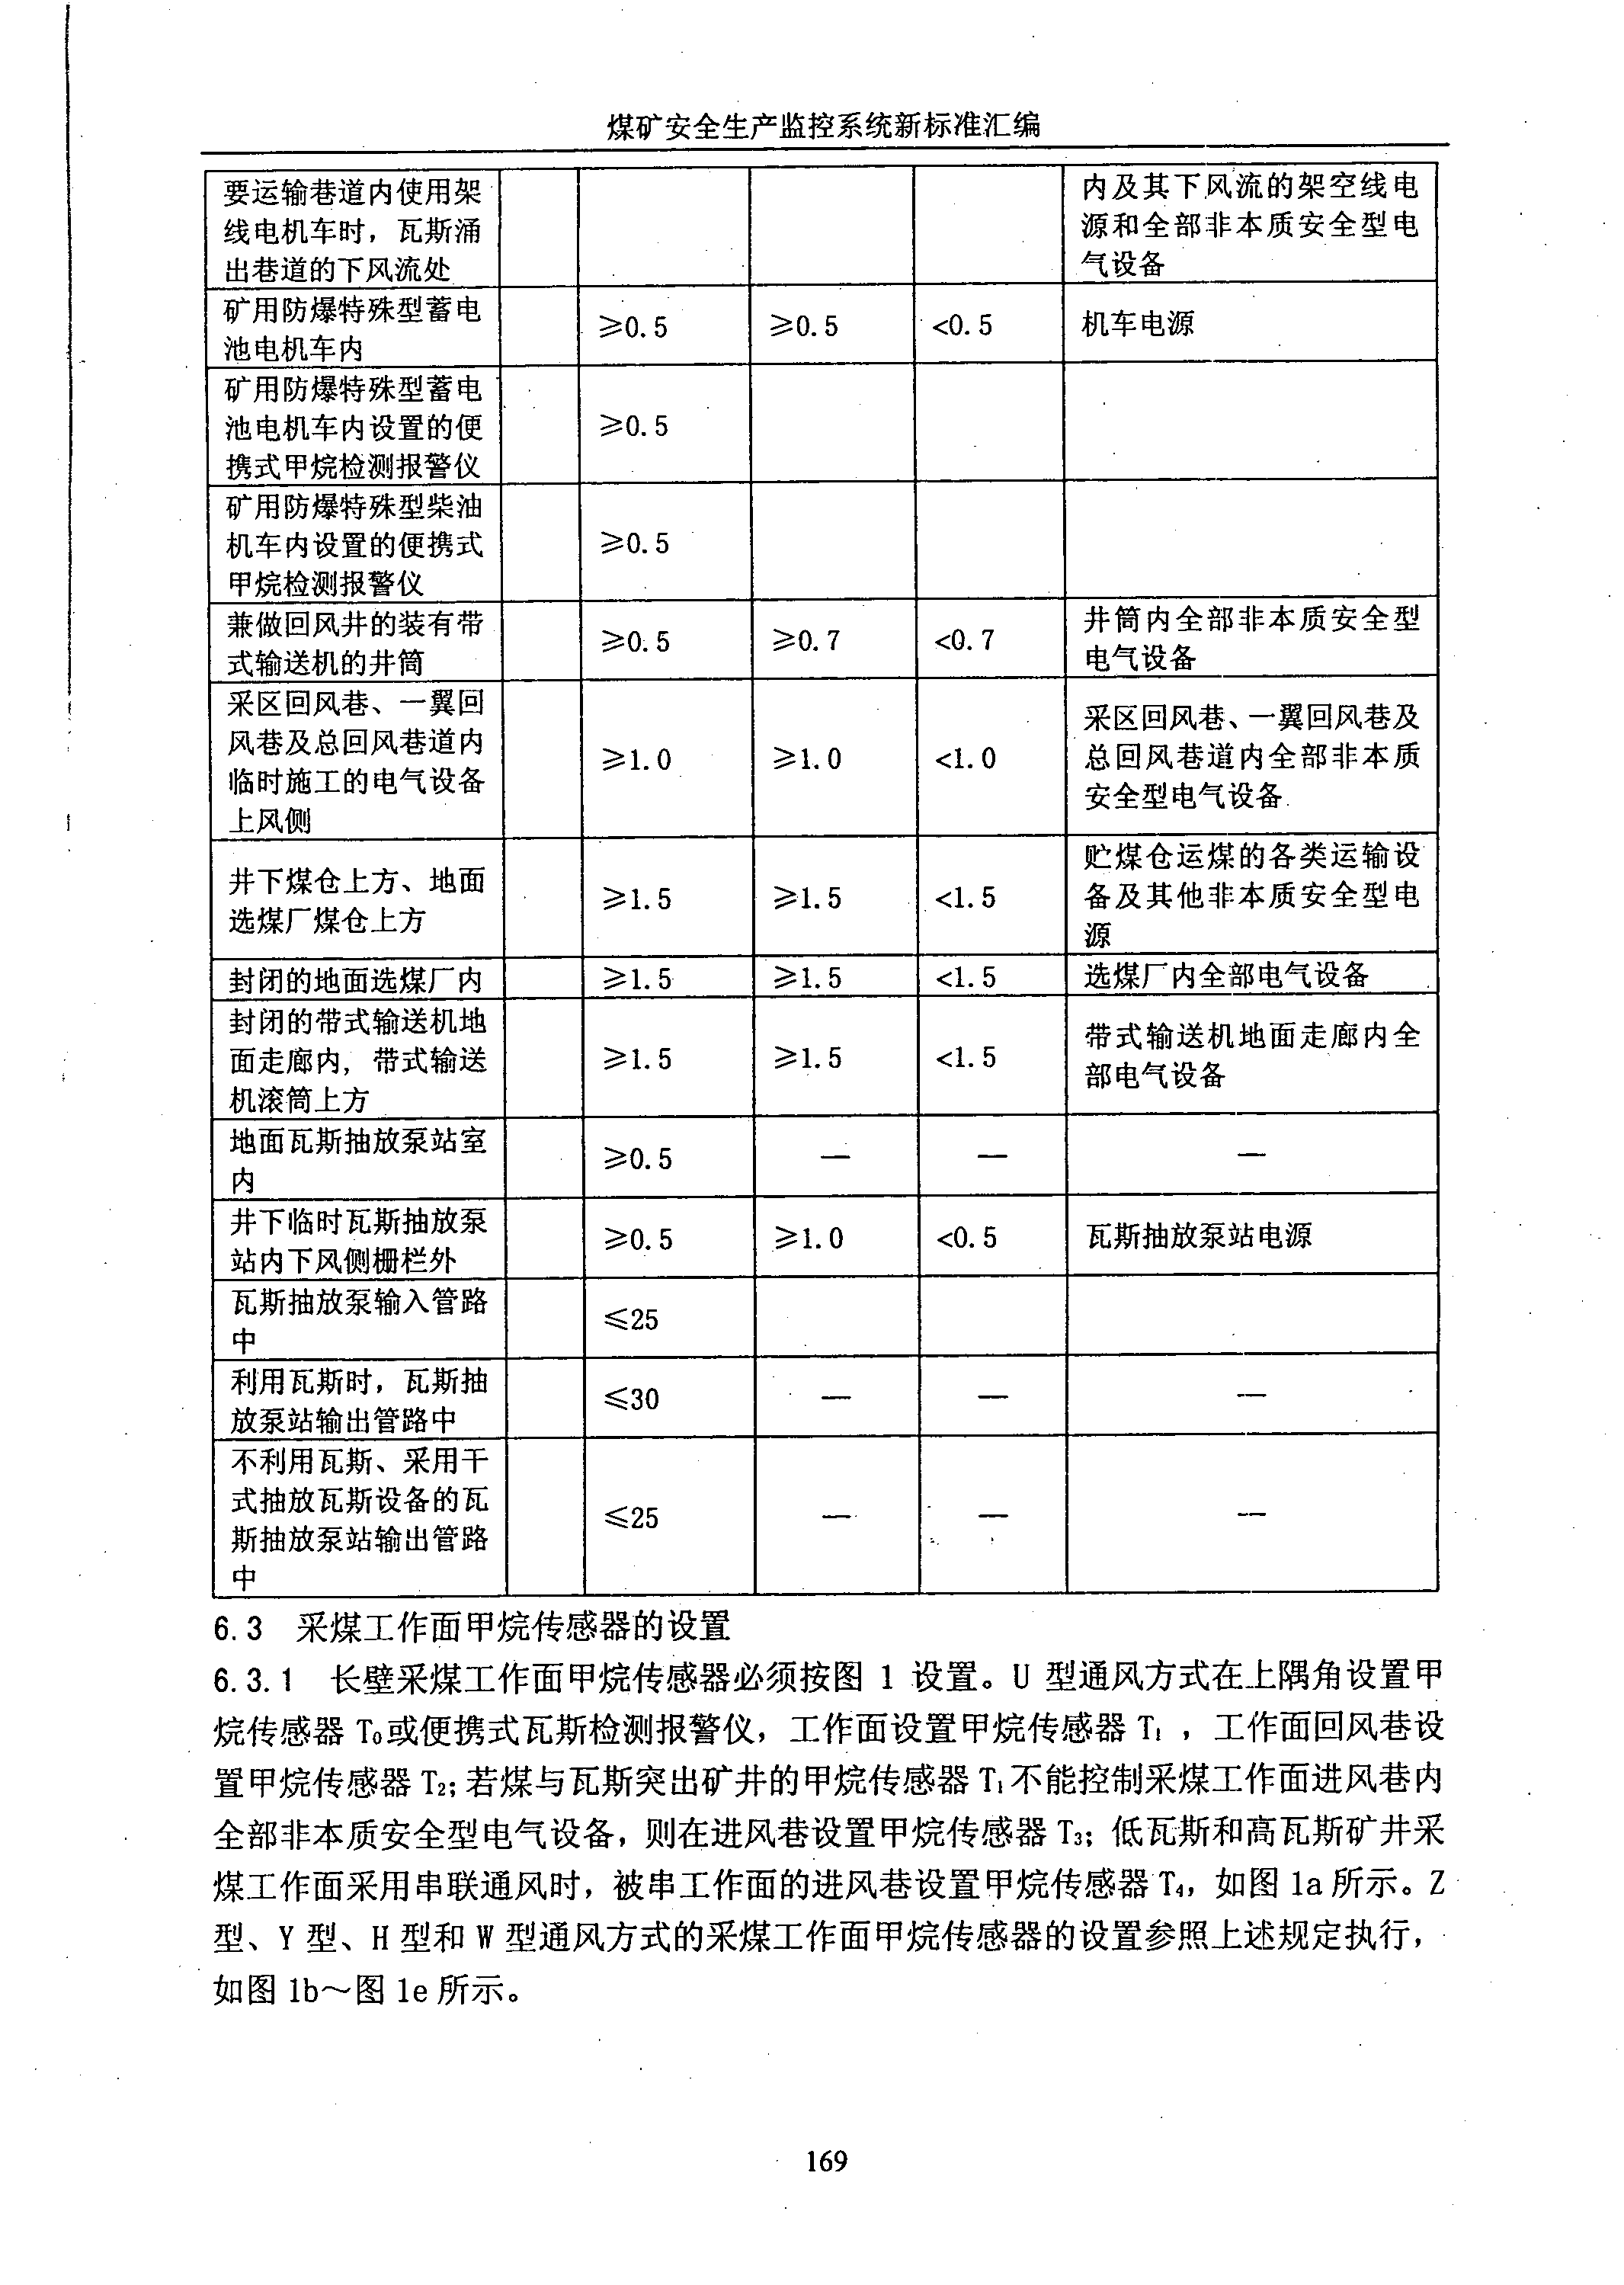 煤矿安全生产监控系统新标准汇编
要运输巷道内使用架
线电机车时，瓦斯涌
出巷道的下风流处
内及其下风流的架空线电
源和全部非本质安全型电
气设备
矿用防爆特殊型蓄电
池电机车内
≥0.5
≥0.5
<0.5
机车电源
矿用防爆特殊型蓄电
池电机车内设置的便
携式甲烷检测报警仪
≥0.5
矿用防爆特殊型柴油
机车内设置的便携式
甲烷检测报警仪
≥0.5
兼做回风井的装有带
式输送机的井筒
≥0.5
≥0.7
<0.7
井筒内全部非本质安全型
电气设备
采区回风巷、一翼回
风巷及总回风巷道内
临时施工的电气设备
上风侧
≥1.0
≥1.0
<1.0
采区回风巷、一翼回风巷及
总回风巷道内全部非本质
安全型电气设备
井下煤仓上方、地面
选煤厂煤仓上方
≥1.5
≥1.5
<1.5
贮煤仓运煤的各类运输设
备及其他非本质安全型电
源
封闭的地面选煤厂内
≥1.5
≥1.5
<1.5
选煤厂内全部电气设备
封闭的带式输送机地
面走廊内，带式输送
机滚筒上方
≥1.5
≥1.5
<1.5
带式输送机地面走廊内全
部电气设备
地面瓦斯抽放泵站室
内
≥0.5
—
—
—
井下临时瓦斯抽放泵
站内下风侧栅栏外
≥0.5
≥1.0
<0.5
瓦斯抽放泵站电源
瓦斯抽放泵输入管路
中
≤25
利用瓦斯时，瓦斯抽
放泵站输出管路中
≤30
—
—
—
不利用瓦斯、采用干
式抽放瓦斯设备的瓦
斯抽放泵站输出管路
中
≤25
—
—
—
6.3 采煤工作面甲烷传感器的设置
6.3.1 长壁采煤工作面甲烷传感器必须按图 1 设置。U 型通风方式在上隅角设置甲
烷传感器 T₀或便携式瓦斯检测报警仪，工作面设置甲烷传感器 T₁ ，工作面回风巷设
置甲烷传感器 T₂；若煤与瓦斯突出矿井的甲烷传感器 T₁不能控制采煤工作面进风巷内
全部非本质安全型电气设备，则在进风巷设置甲烷传感器 T₃；低瓦斯和高瓦斯矿井采
煤工作面采用串联通风时，被串工作面的进风巷设置甲烷传感器 T₄，如图 1a 所示。Z
型、Y 型、H 型和 W 型通风方式的采煤工作面甲烷传感器的设置参照上述规定执行，
如图 1b～图 1e 所示。
169